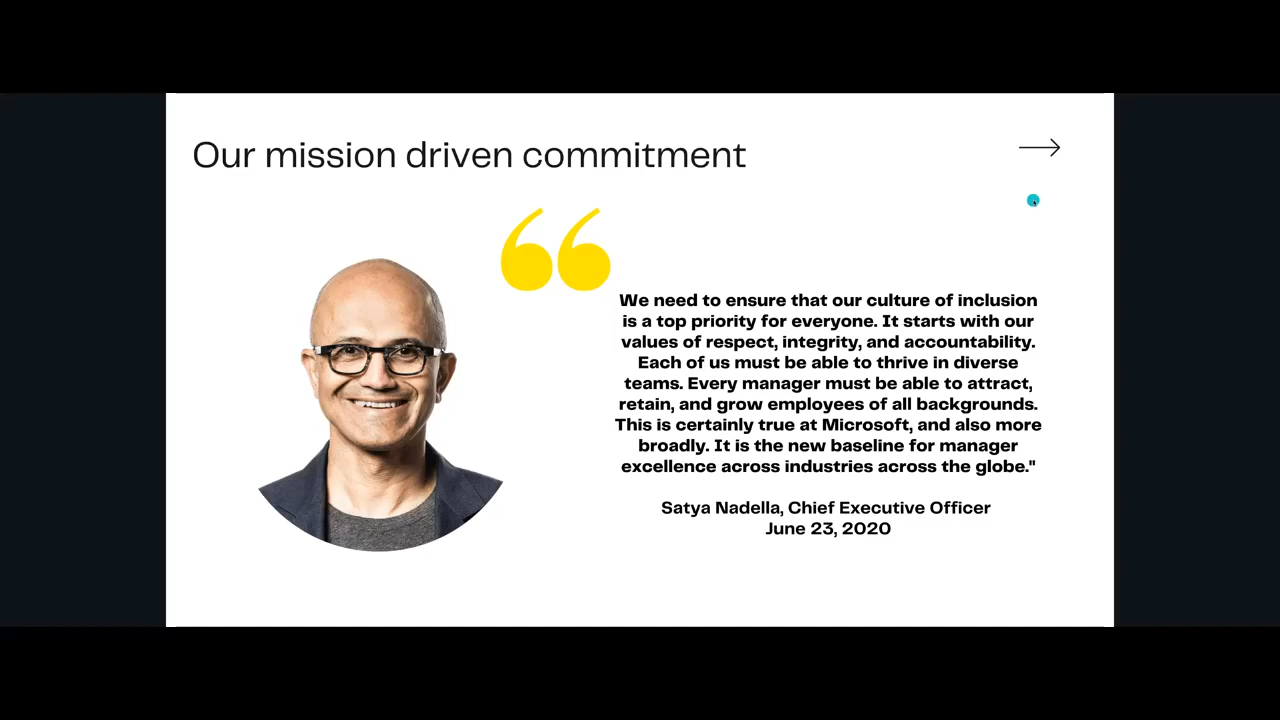 Our mission driven commitment
“
We need to ensure that our culture of inclusion
is a top priority for everyone. It starts with our
values of respect, integrity, and accountability.
Each of us must be able to thrive in diverse
teams. Every manager must be able to attract,
retain, and grow employees of all backgrounds.
This is certainly true at Microsoft, and also more
broadly. It is the new baseline for manager
excellence across industries across the globe."
Satya Nadella, Chief Executive Officer
June 23, 2020